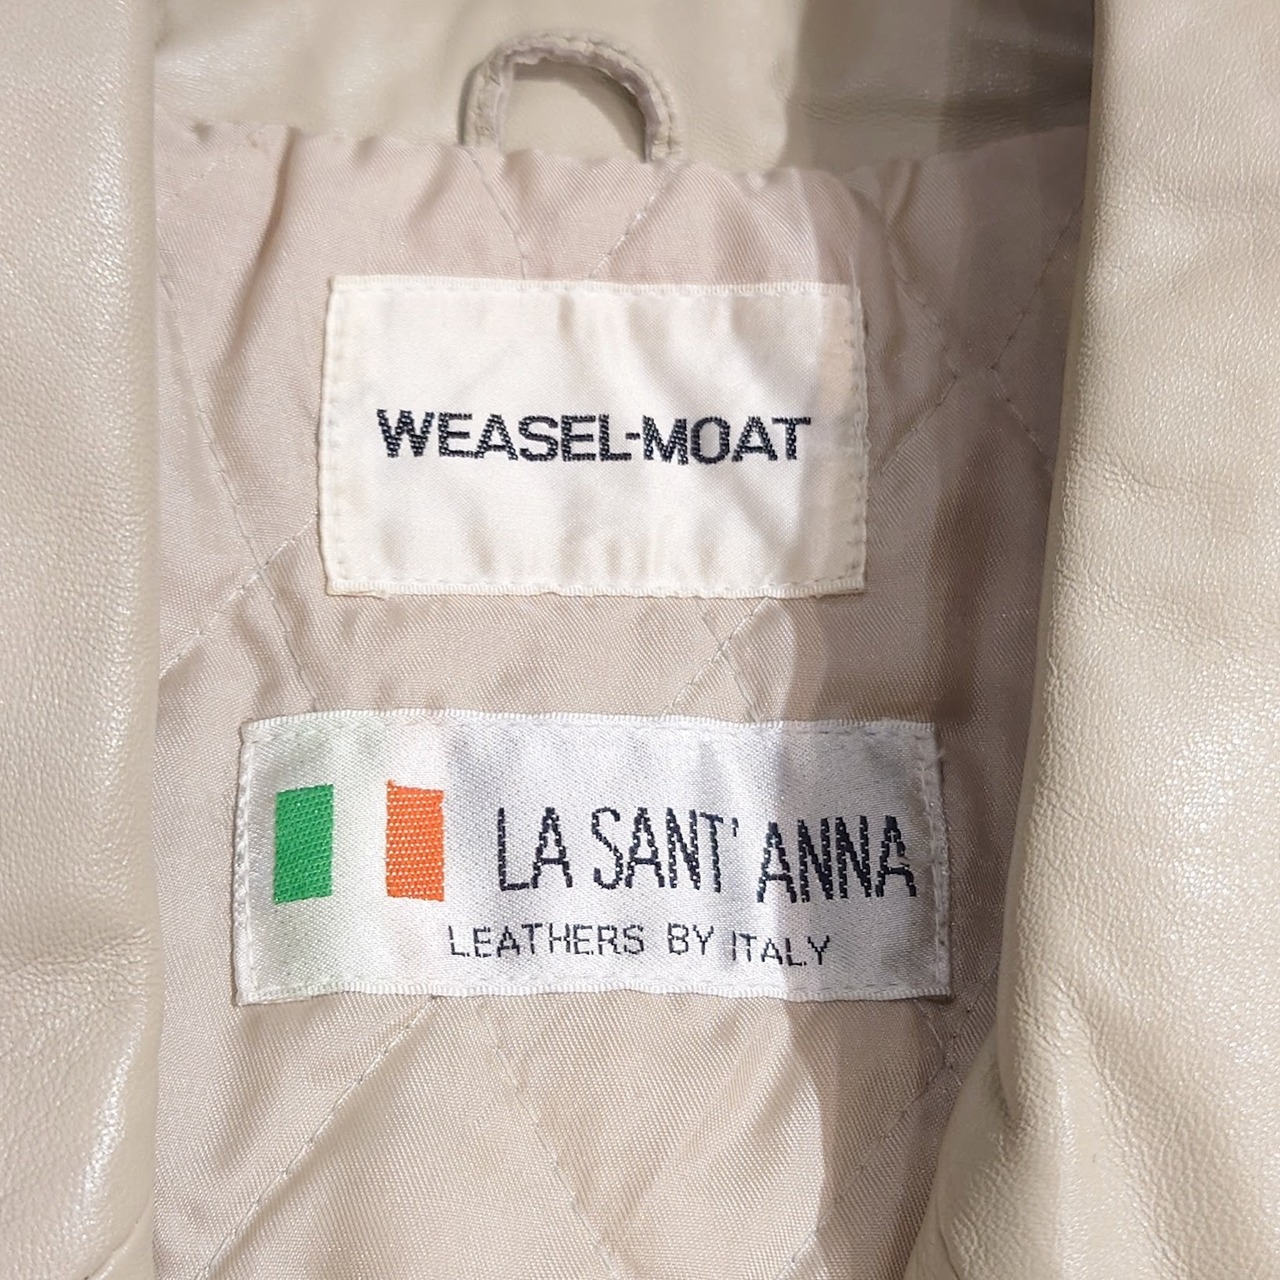 WEASEL-MOAT
LA SANT' ANNA
LEATHERS BY ITALY